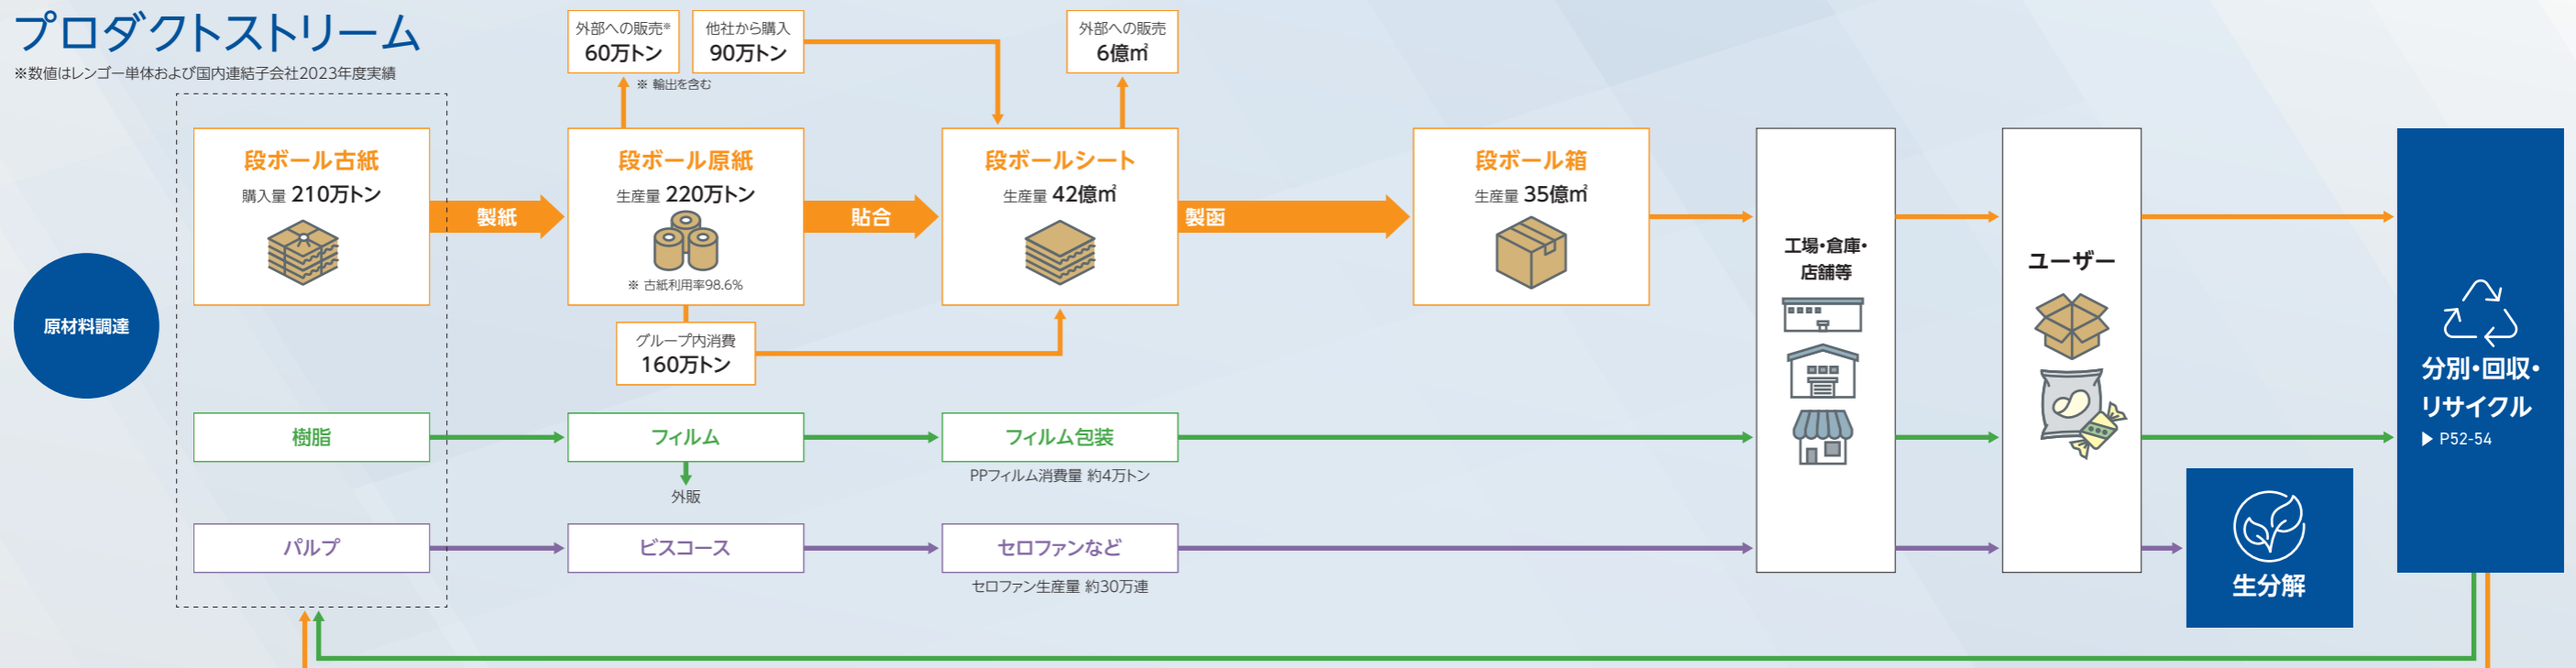 プロダクトストリーム
※数値はレンゴー単体および国内連結子会社2023年度実績
外部への販売※
60万トン
※ 輸出を含む
他社から購入
90万トン
外部への販売
6億㎡
原材料調達
段ボール古紙
購入量 210万トン
製紙
段ボール原紙
生産量 220万トン
※ 古紙利用率98.6%
グループ内消費
160万トン
貼合
段ボールシート
生産量 42億㎡
製函
段ボール箱
生産量 35億㎡
工場・倉庫・
店舗等
ユーザー
分別・回収・
リサイクル
▶ P52-54
樹脂
フィルム
外販
フィルム包装
PPフィルム消費量 約4万トン
パルプ
ビスコース
セロファンなど
セロファン生産量 約30万連
生分解